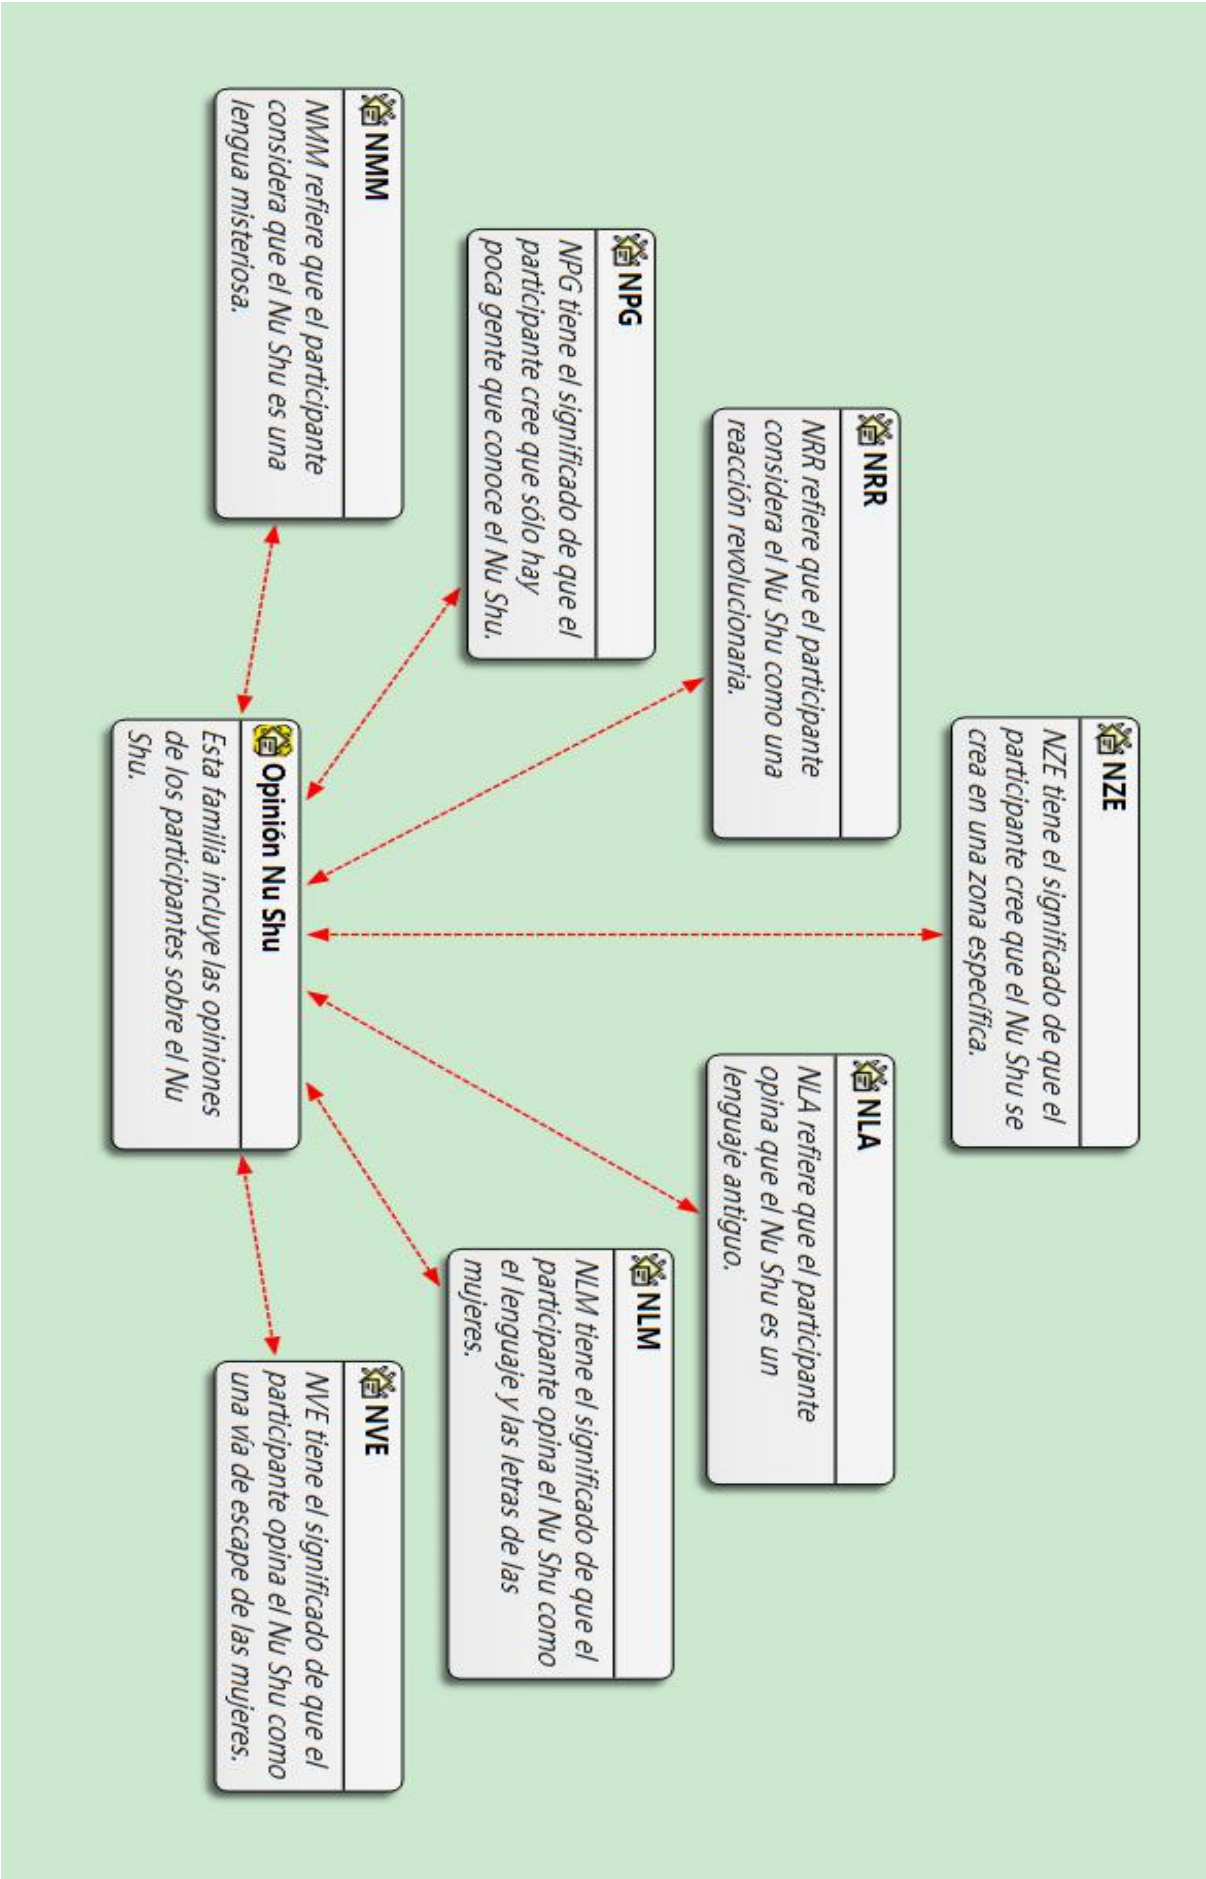 NZE
NZE tiene el significado de que el
participante cree que el Nu Shu se
crea en una zona específica.
NRR
NRR refiere que el participante
considera el Nu Shu como una
reacción revolucionaria.
NLA
NLA refiere que el participante
opina que el Nu Shu es un
lenguaje antiguo.
NPG
NPG tiene el significado de que el
participante cree que sólo hay
poca gente que conoce el Nu Shu.
NLM
NLM tiene el significado de que el
participante opina el Nu Shu como
el lenguaje y las letras de las
mujeres.
NMM
NMM refiere que el participante
considera que el Nu Shu es una
lengua misteriosa.
NVE
NVE tiene el significado de que el
participante opina el Nu Shu como
una vía de escape de las mujeres.
Opinión Nu Shu
Esta familia incluye las opiniones
de los participantes sobre el Nu
Shu.